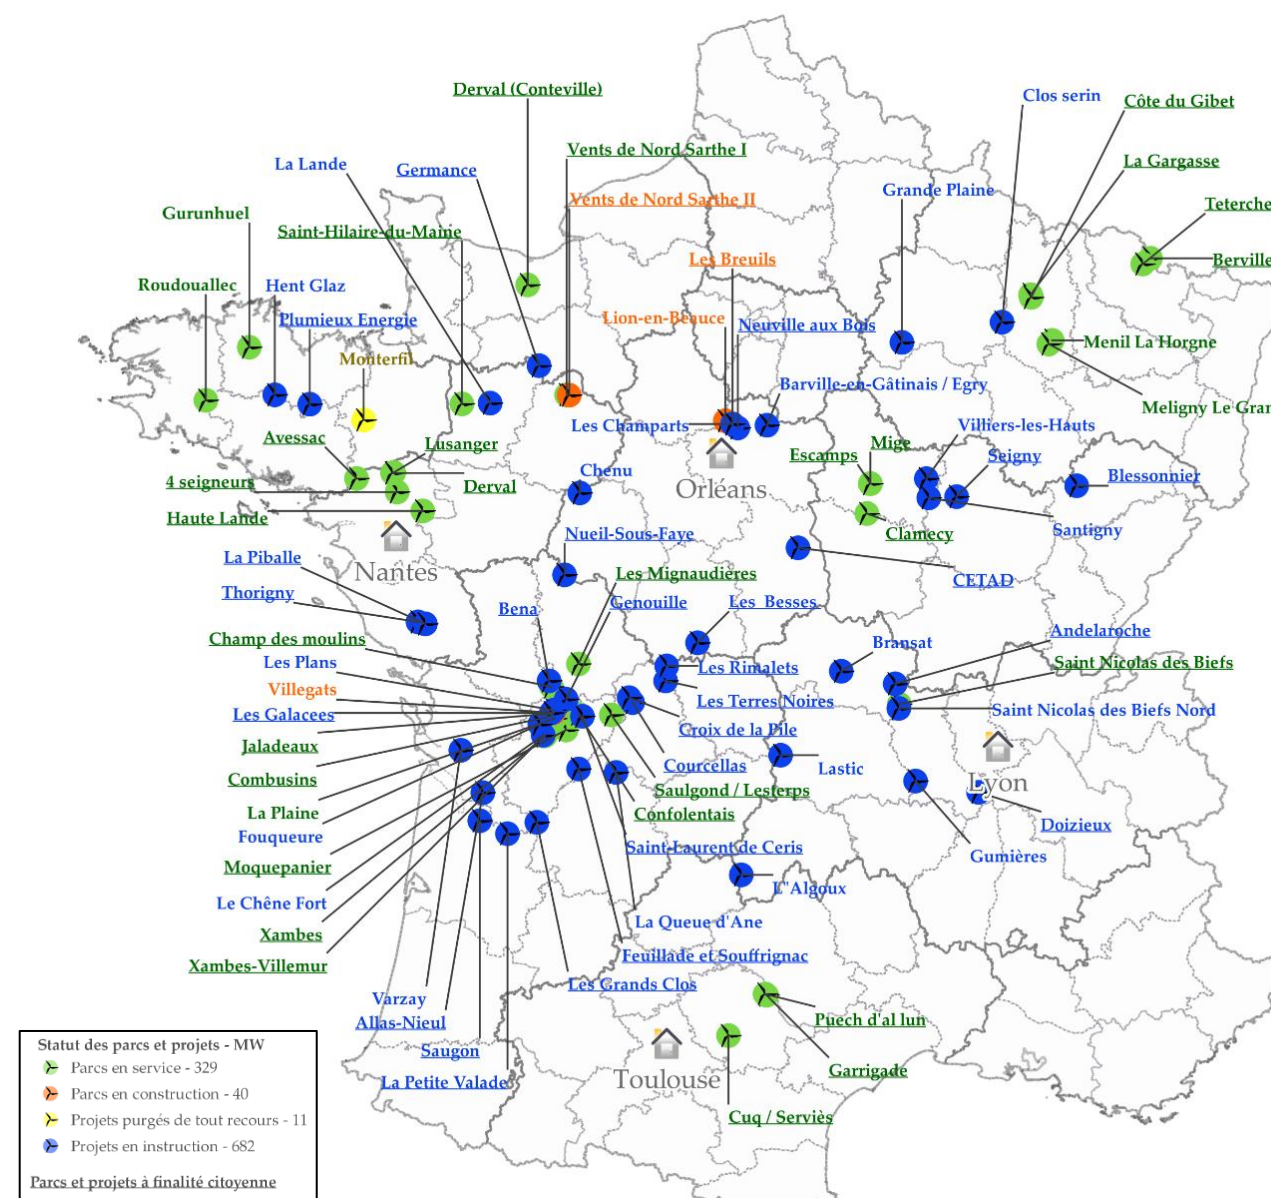 Derval (Conteville)
Clos serin
Côte du Gibet
Vents de Nord Sarthe I
La Lande
Germance
La Gargasse
Grande Plaine
Vents de Nord Sarthe II
Teterche
Gurunhuel
Saint-Hilaire-du-Maine
Les Breuils
Berville
Roudouallec
Hent Glaz
Plumieux Energie
Lion-en-Beauce
Neuville aux Bois
Menil La Horgne
Monterfil
Barville-en-Gâtinais / Egry
Meligny Le Gran
Les Champarts
Villiers-les-Hauts
Avessac
Lusanger
Mige
Escamps
Seigny
Chenu
Blessonnier
4 seigneurs
Derval
Orléans
Haute Lande
Santigny
Clamecy
Nueil-Sous-Faye
La Piballe
Nantes
Les Mignaudières
CETAD
Thorigny
Bena
Genouille
Les Besses
Champ des moulins
Andelaroche
Bransat
Les Plans
Les Rimalets
Saint Nicolas des Biefs
Villegats
Les Terres Noires
Les Galacees
Saint Nicolas des Biefs Nord
Croix de la Pile
Jaladeaux
Courcellas
Lastic
Combusins
Lyon
Saulgond / Lesterps
La Plaine
Confolentais
Doizieux
Fouqueure
Saint-Laurent de Ceris
Gumières
Moquepanier
L"Algoux
Le Chêne Fort
La Queue d'Ane
Xambes
Feuillade et Souffrignac
Xambes-Villemur
Les Grands Clos
Varzay
Allas-Nieul
Puech d'al lun
Saugon
Garrigade
Toulouse
La Petite Valade
Cuq / Serviès
Statut des parcs et projets - MW
Parcs en service - 329
Parcs en construction - 40
Projets purgés de tout recours - 11
Projets en instruction - 682
Parcs et projets à finalité citoyenne